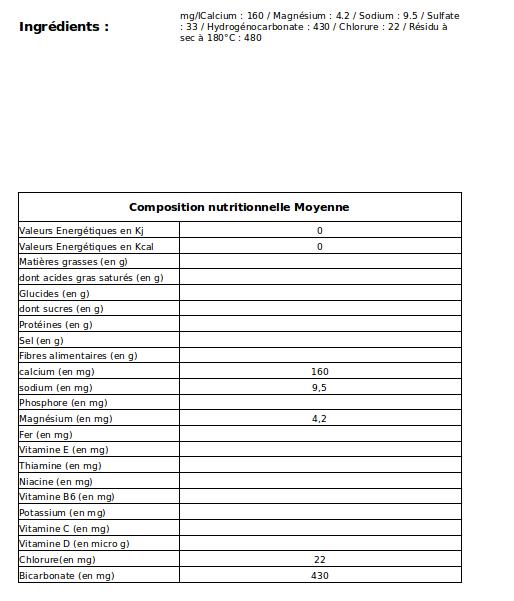 Ingrédients :
mg/lCalcium : 160 / Magnésium : 4.2 / Sodium : 9.5 / Sulfate
: 33 / Hydrogénocarbonate : 430 / Chlorure : 22 / Résidu à
sec à 180°C : 480
Composition nutritionnelle Moyenne
Valeurs Energétiques en Kj 0
Valeurs Energétiques en Kcal 0
Matières grasses (en g)
dont acides gras saturés (en g)
Glucides (en g)
dont sucres (en g)
Protéines (en g)
Sel (en g)
Fibres alimentaires (en g)
calcium (en mg) 160
sodium (en mg) 9,5
Phosphore (en mg)
Magnésium (en mg) 4,2
Fer (en mg)
Vitamine E (en mg)
Thiamine (en mg)
Niacine (en mg)
Vitamine B6 (en mg)
Potassium (en mg)
Vitamine C (en mg)
Vitamine D (en micro g)
Chlorure(en mg) 22
Bicarbonate (en mg) 430